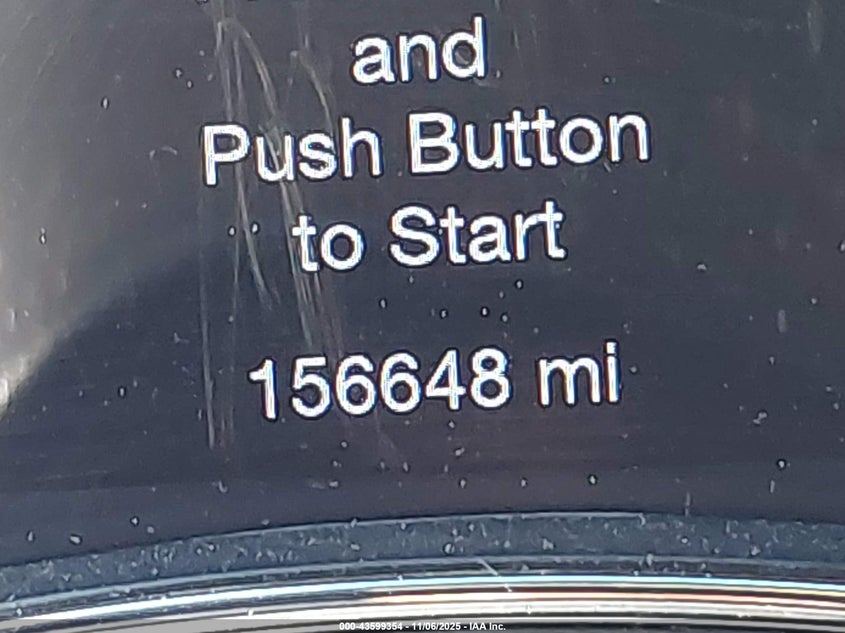 and
Push Button
to Start
156648 mi
000-43599354 - 11/06/2025 - IAA Inc.